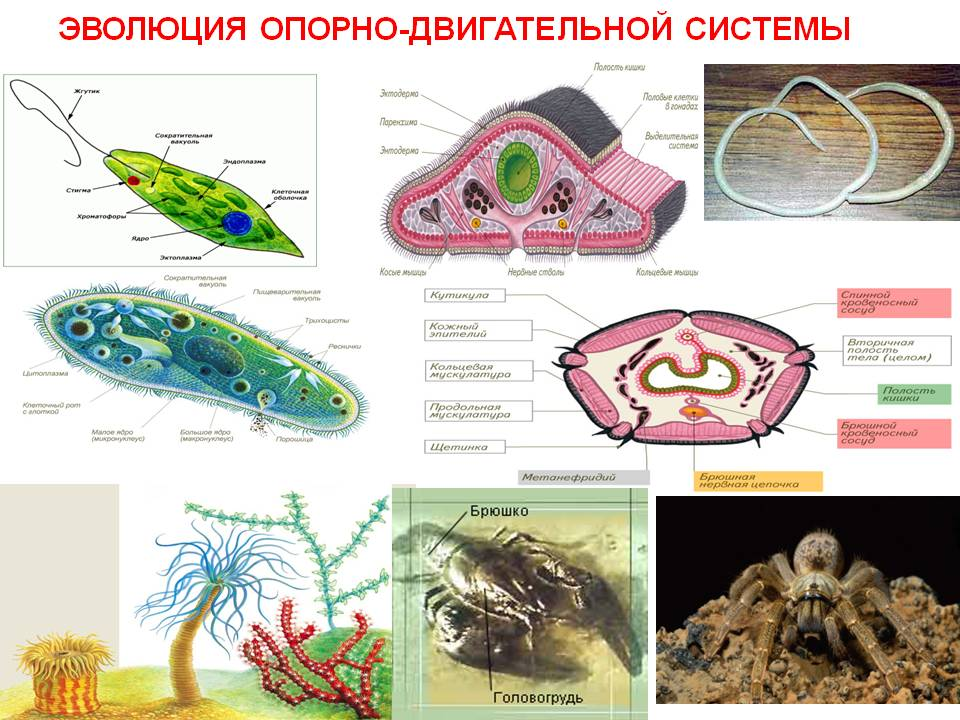 ЭВОЛЮЦИЯ ОПОРНО-ДВИГАТЕЛЬНОЙ СИСТЕМЫ
Жгутик
Сократительная
вакуоль
Эндоплазма
Стигма
Клеточная
оболочка
Хроматофоры
Ядро
Эктоплазма
Полость кишки
Эктодерма
Половые клетки
в гонадах
Паренхима
Выделительная
система
Энтодерма
Косые мышцы
Нервные стволы
Кольцевые мышцы
Сократительная
вакуоль
Пищеварительная
вакуоль
Трихоцисты
Реснички
Цитоплазма
Клеточный рот
с глоткой
Малое ядро
(микронуклеус)
Большое ядро
(макронуклеус)
Порошица
Кутикула
Кожный
эпителий
Кольцевая
мускулатура
Продольная
мускулатура
Щетинка
Метанефридий
Брюшная
нервная цепочка
Спинной
кровеносный
сосуд
Вторичная
полость
тела (целом)
Полость
кишки
Брюшной
кровеносный
сосуд
Брюшко
Головогрудь